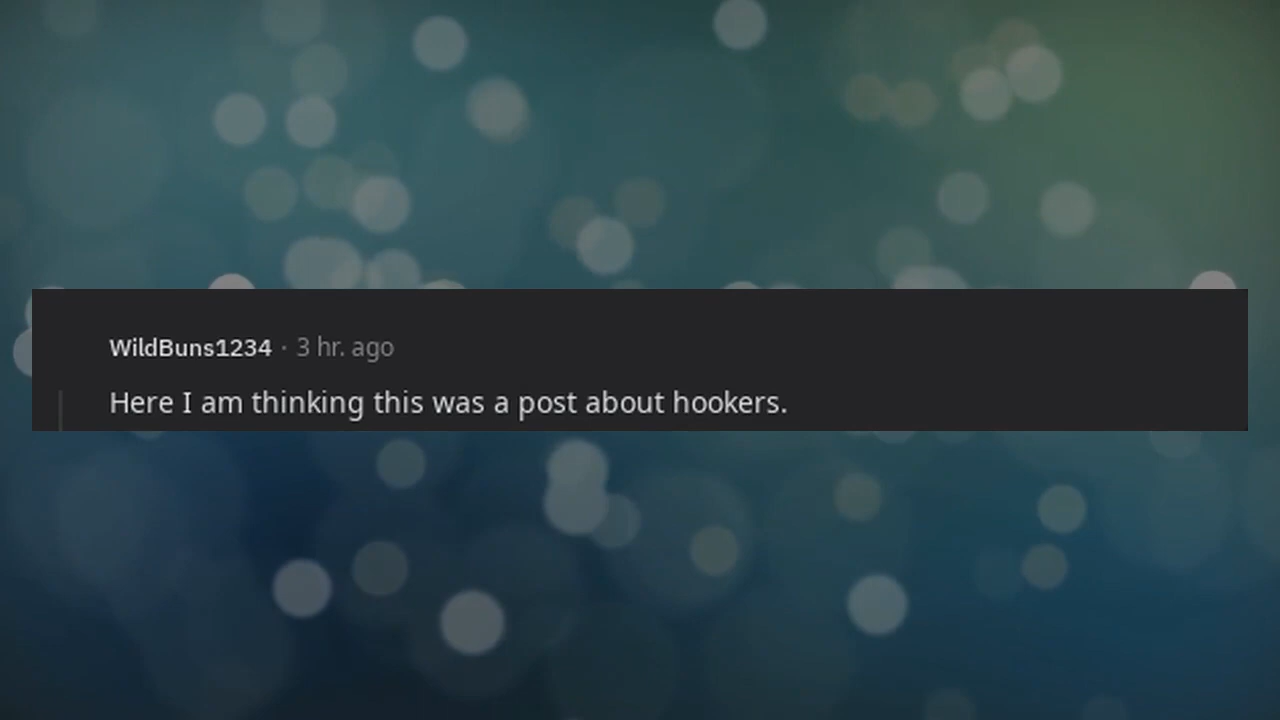 WildBuns1234 · 3 hr. ago
Here I am thinking this was a post about hookers.